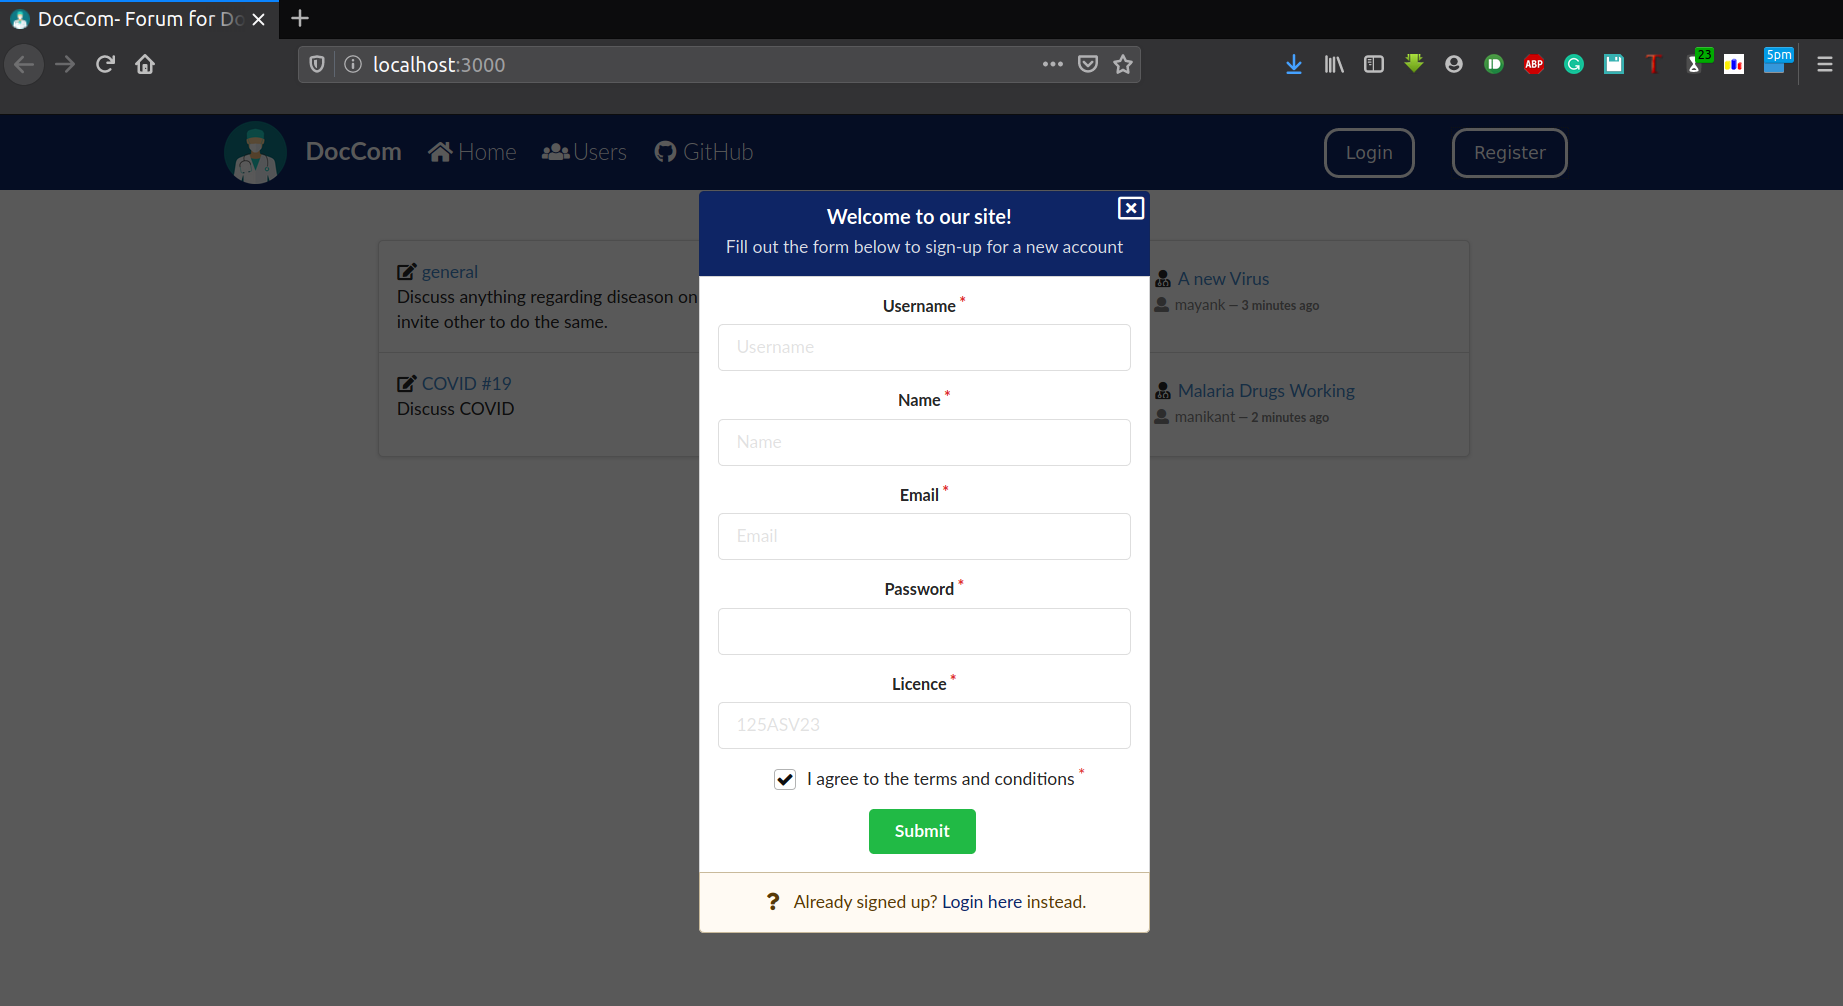 DocCom- Forum for Do
localhost:3000
ABP
23
5pm
DocCom
Home
Users
GitHub
Login
Register
Welcome to our site!
Fill out the form below to sign-up for a new account
general
Discuss anything regarding diseason on
invite other to do the same.
A new Virus
mayank – 3 minutes ago
COVID #19
Discuss COVID
Malaria Drugs Working
manikant – 2 minutes ago
Username *
Username
Name *
Name
Email *
Email
Password *
Licence *
125ASV23
I agree to the terms and conditions *
Submit
? Already signed up? Login here instead.